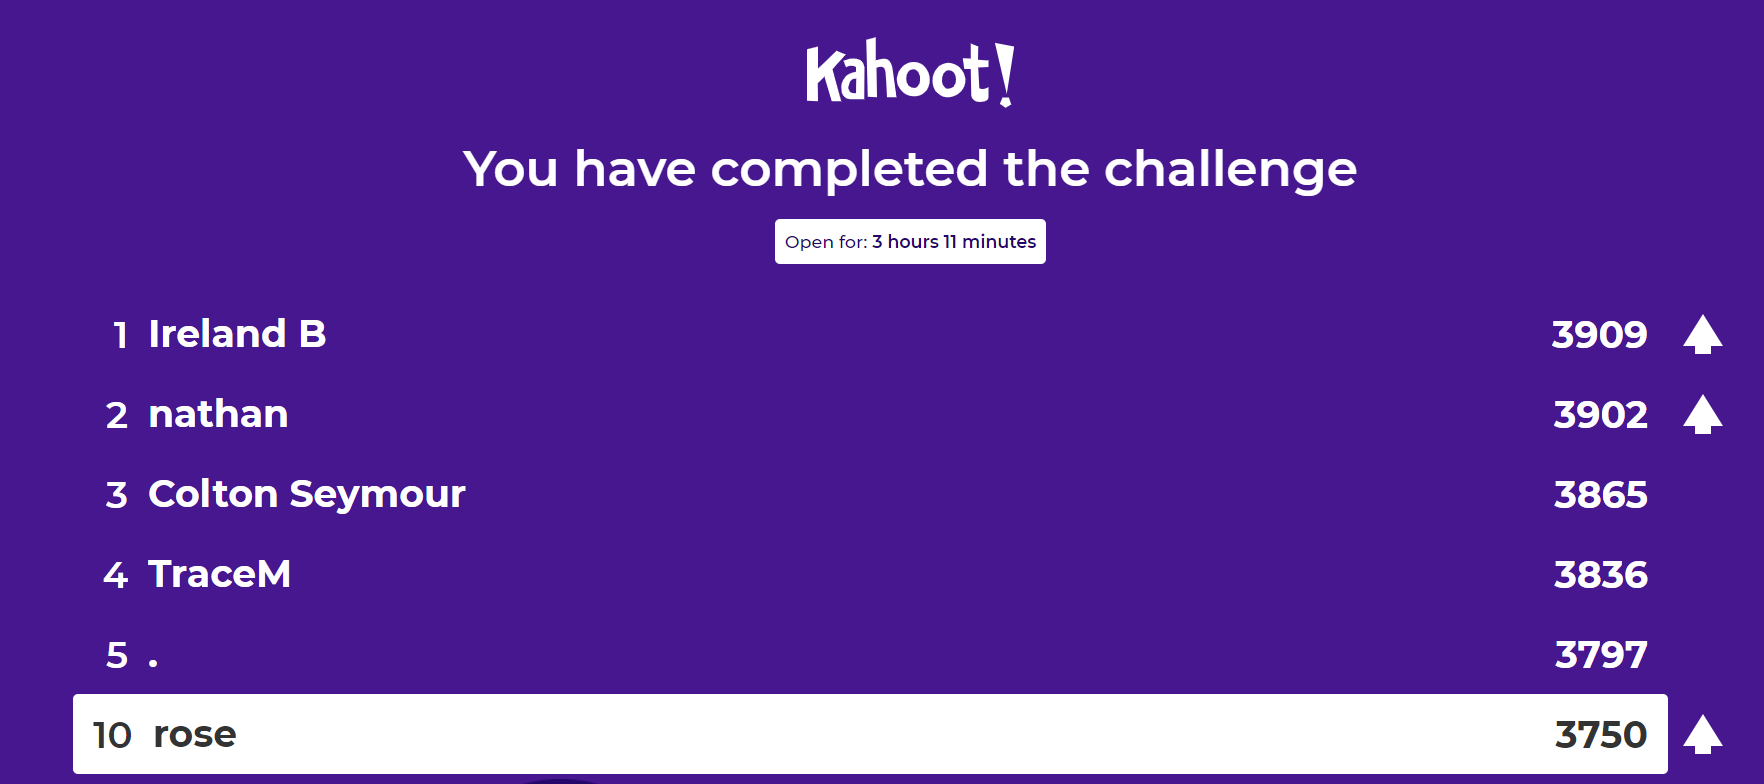 Kahoot!
You have completed the challenge
Open for: 3 hours 11 minutes
1 Ireland B 3909
2 nathan 3902
3 Colton Seymour 3865
4 TraceM 3836
5 . 3797
10 rose 3750